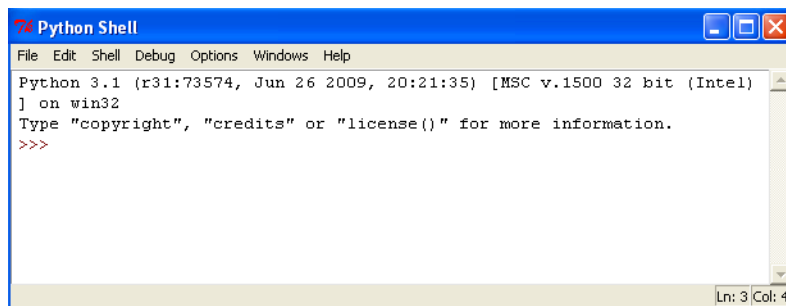 Python Shell
File Edit Shell Debug Options Windows Help
Python 3.1 (r31:73574, Jun 26 2009, 20:21:35) [MSC v.1500 32 bit (Intel)
] on win32
Type "copyright", "credits" or "license()" for more information.
>>>
Ln: 3 Col: 4